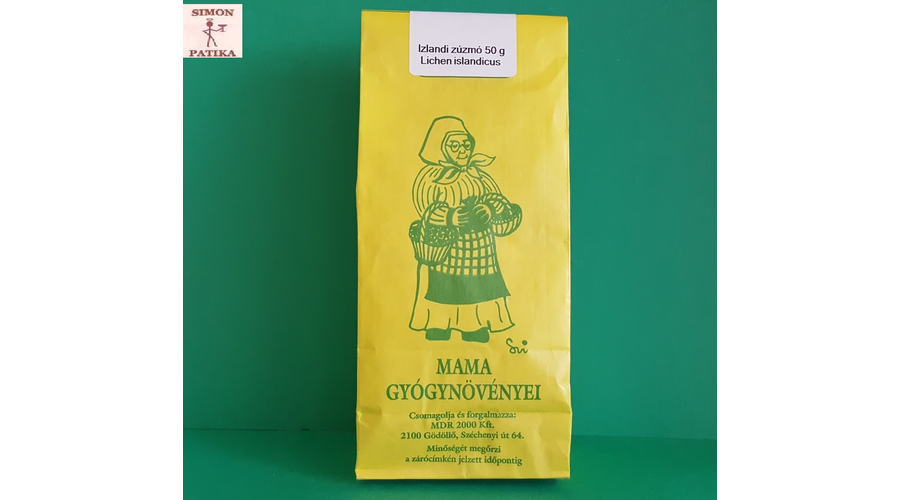 SIMON
PATIKA
Izlandi zúzmó 50 g
Lichen islandicus
MAMA
GYÓGYNÖVÉNYEI
Csomagolja és forgalmazza:
MDR 2000 Kft.
2100 Gödöllő, Széchenyi út 64.
Minőségét megőrzi
a zárócímkén jelzett időpontig